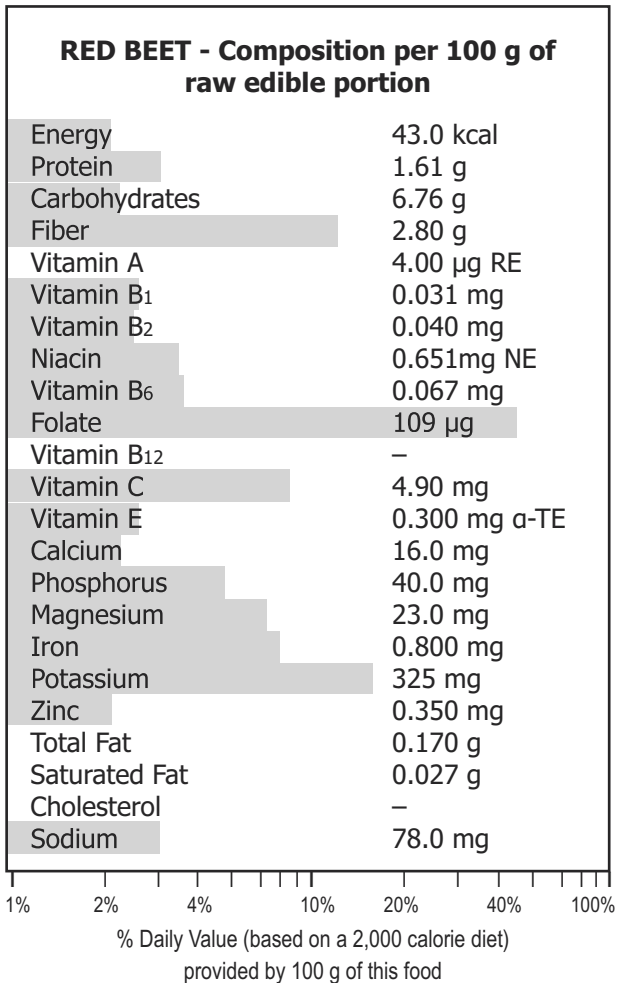 RED BEET - Composition per 100 g of
raw edible portion
Energy 43.0 kcal
Protein 1.61 g
Carbohydrates 6.76 g
Fiber 2.80 g
Vitamin A 4.00 µg RE
Vitamin B1 0.031 mg
Vitamin B2 0.040 mg
Niacin 0.651mg NE
Vitamin B6 0.067 mg
Folate 109 µg
Vitamin B12 –
Vitamin C 4.90 mg
Vitamin E 0.300 mg α-TE
Calcium 16.0 mg
Phosphorus 40.0 mg
Magnesium 23.0 mg
Iron 0.800 mg
Potassium 325 mg
Zinc 0.350 mg
Total Fat 0.170 g
Saturated Fat 0.027 g
Cholesterol –
Sodium 78.0 mg
1% 2% 4% 10% 20% 40% 100%
% Daily Value (based on a 2,000 calorie diet)
provided by 100 g of this food